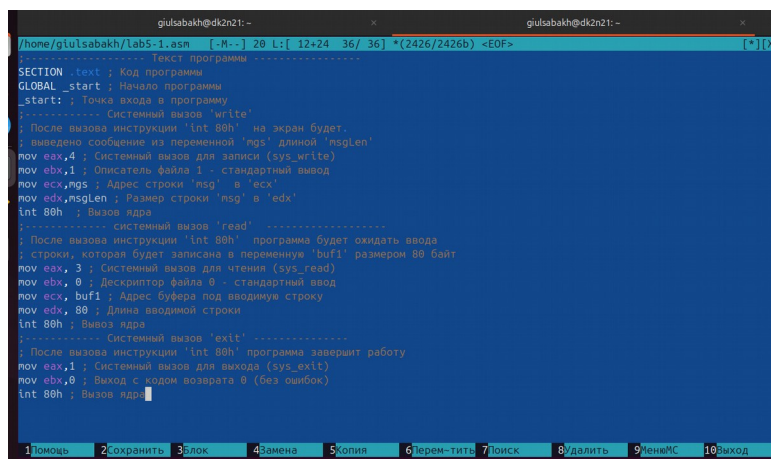 giulsabakh@dk2n21: ~ × giulsabakh@dk2n21: ~ ×
/home/giulsabakh/lab5-1.asm [-M--] 20 L:[ 12+24 36/ 36] *(2426/2426b) <EOF> [*][X
;------------------- Текст программы -----------------
SECTION .text ; Код программы
GLOBAL _start ; Начало программы
_start: ; Точка входа в программу
;------------ Системный вызов 'write'
; После вызова инструкции 'int 80h' на экран будет.
; выведено сообщение из переменной 'mgs' длиной 'msgLen'
mov eax,4 ; Системный вызов для записи (sys_write)
mov ebx,1 ; Описатель файла 1 - стандартный вывод
mov ecx,mgs ; Адрес строки 'msg' в 'ecx'
mov edx,msgLen ; Размер строки 'msg' в 'edx'
int 80h ; Вызов ядра
;------------- системный вызов 'read' -------------------
; После вызова инструкции 'int 80h' программа будет ожидать ввода
; строки, которая будет записана в переменную 'buf1' размером 80 байт
mov eax, 3 ; Системный вызов для чтения (sys_read)
mov ebx, 0 ; Дескриптор файла 0 - стандартный ввод
mov ecx, buf1 ; Адрес буфера под вводимую строку
mov edx, 80 ; Длина вводимой строки
int 80h ; Вывоз ядра
;------------ Системный вызов 'exit' ---------------
; После вызова инструкции 'int 80h' программа завершит работу
mov eax,1 ; Системный вызов для выхода (sys_exit)
mov ebx,0 ; Выход с кодом возврата 0 (без ошибок)
int 80h ; Вызов ядра
1Помощь 2Сохранить 3Блок 4Замена 5Копия 6Перем~тить 7Поиск 8Удалить 9МенюMC 10Выход